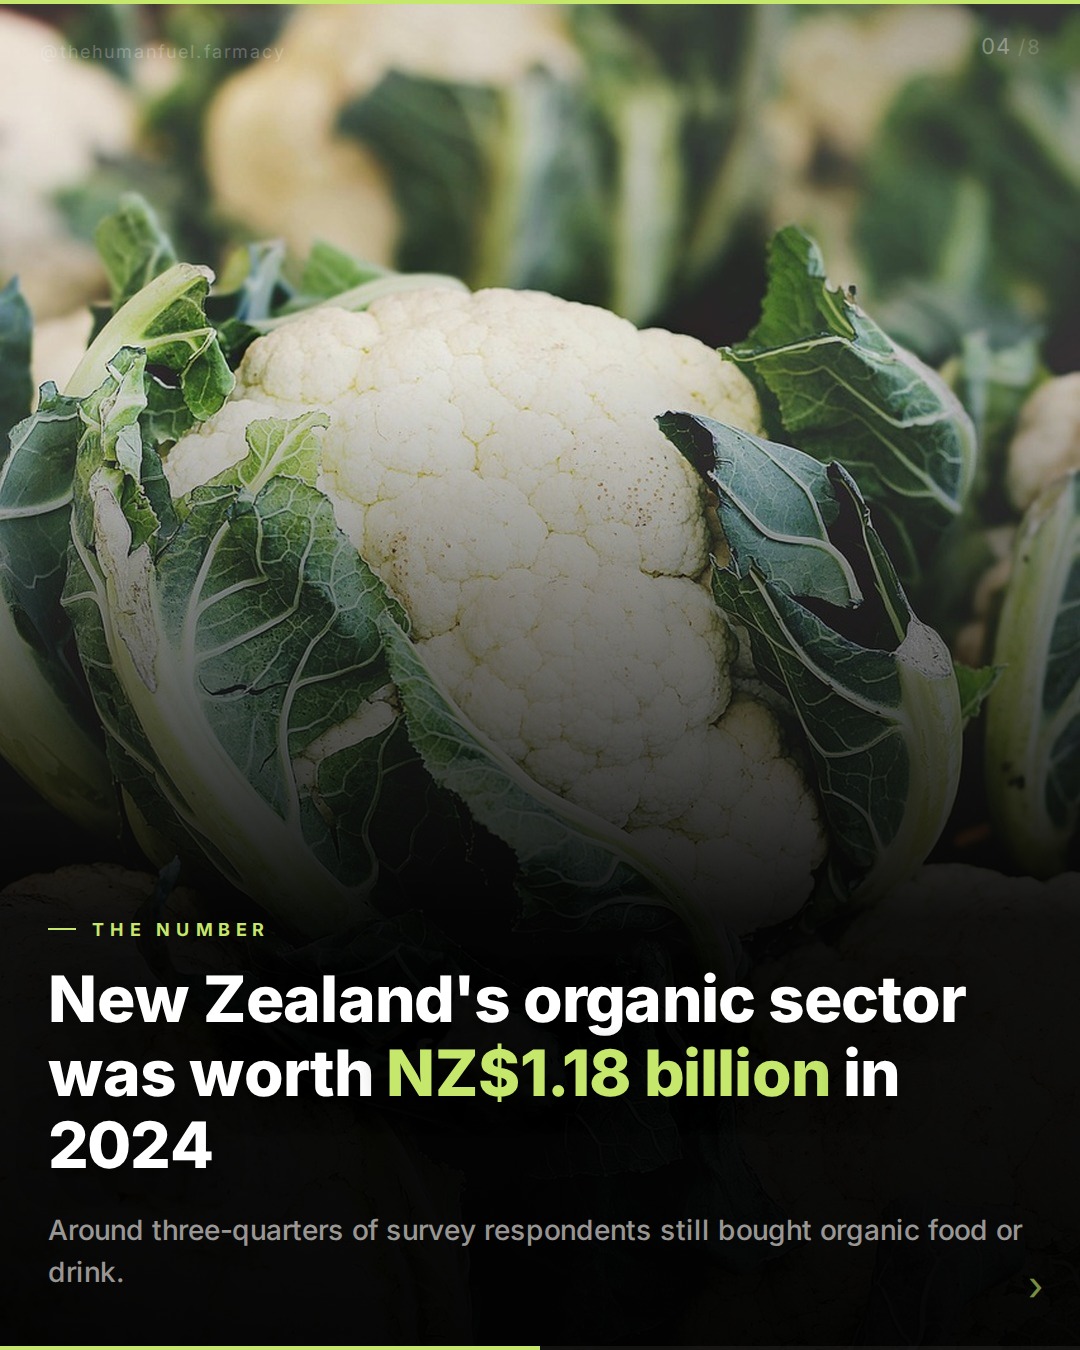 @thehumanfuel.farmacy
04 /8
THE NUMBER
New Zealand's organic sector
was worth NZ$1.18 billion in
2024
Around three-quarters of survey respondents still bought organic food or
drink.